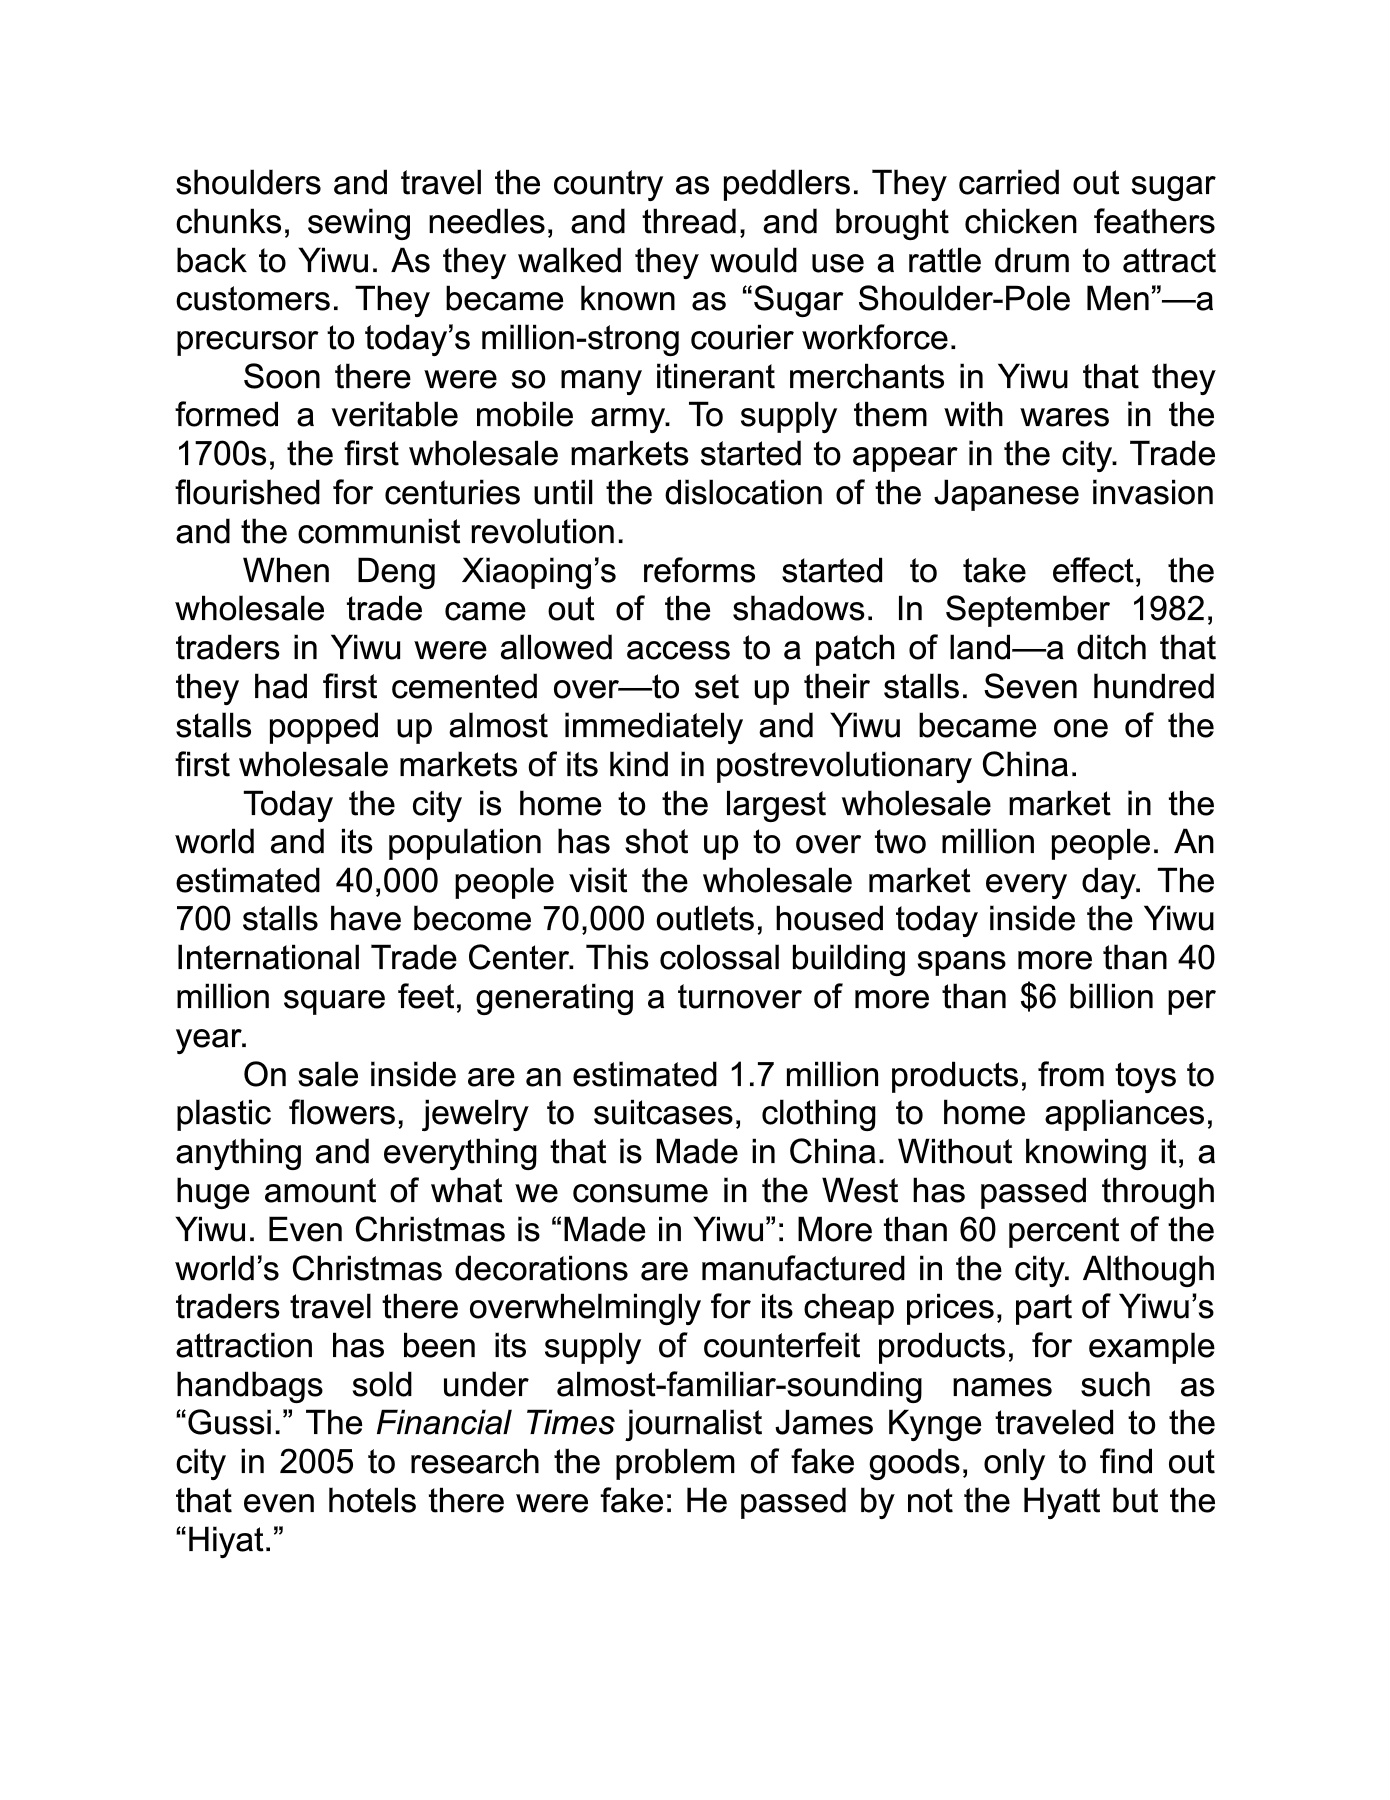 shoulders and travel the country as peddlers. They carried out sugar
chunks, sewing needles, and thread, and brought chicken feathers
back to Yiwu. As they walked they would use a rattle drum to attract
customers. They became known as “Sugar Shoulder-Pole Men”—a
precursor to today’s million-strong courier workforce.
Soon there were so many itinerant merchants in Yiwu that they
formed a veritable mobile army. To supply them with wares in the
1700s, the first wholesale markets started to appear in the city. Trade
flourished for centuries until the dislocation of the Japanese invasion
and the communist revolution.
When Deng Xiaoping’s reforms started to take effect, the
wholesale trade came out of the shadows. In September 1982,
traders in Yiwu were allowed access to a patch of land—a ditch that
they had first cemented over—to set up their stalls. Seven hundred
stalls popped up almost immediately and Yiwu became one of the
first wholesale markets of its kind in postrevolutionary China.
Today the city is home to the largest wholesale market in the
world and its population has shot up to over two million people. An
estimated 40,000 people visit the wholesale market every day. The
700 stalls have become 70,000 outlets, housed today inside the Yiwu
International Trade Center. This colossal building spans more than 40
million square feet, generating a turnover of more than $6 billion per
year.
On sale inside are an estimated 1.7 million products, from toys to
plastic flowers, jewelry to suitcases, clothing to home appliances,
anything and everything that is Made in China. Without knowing it, a
huge amount of what we consume in the West has passed through
Yiwu. Even Christmas is “Made in Yiwu”: More than 60 percent of the
world’s Christmas decorations are manufactured in the city. Although
traders travel there overwhelmingly for its cheap prices, part of Yiwu’s
attraction has been its supply of counterfeit products, for example
handbags sold under almost-familiar-sounding names such as
“Gussi.” The Financial Times journalist James Kynge traveled to the
city in 2005 to research the problem of fake goods, only to find out
that even hotels there were fake: He passed by not the Hyatt but the
“Hiyat.”